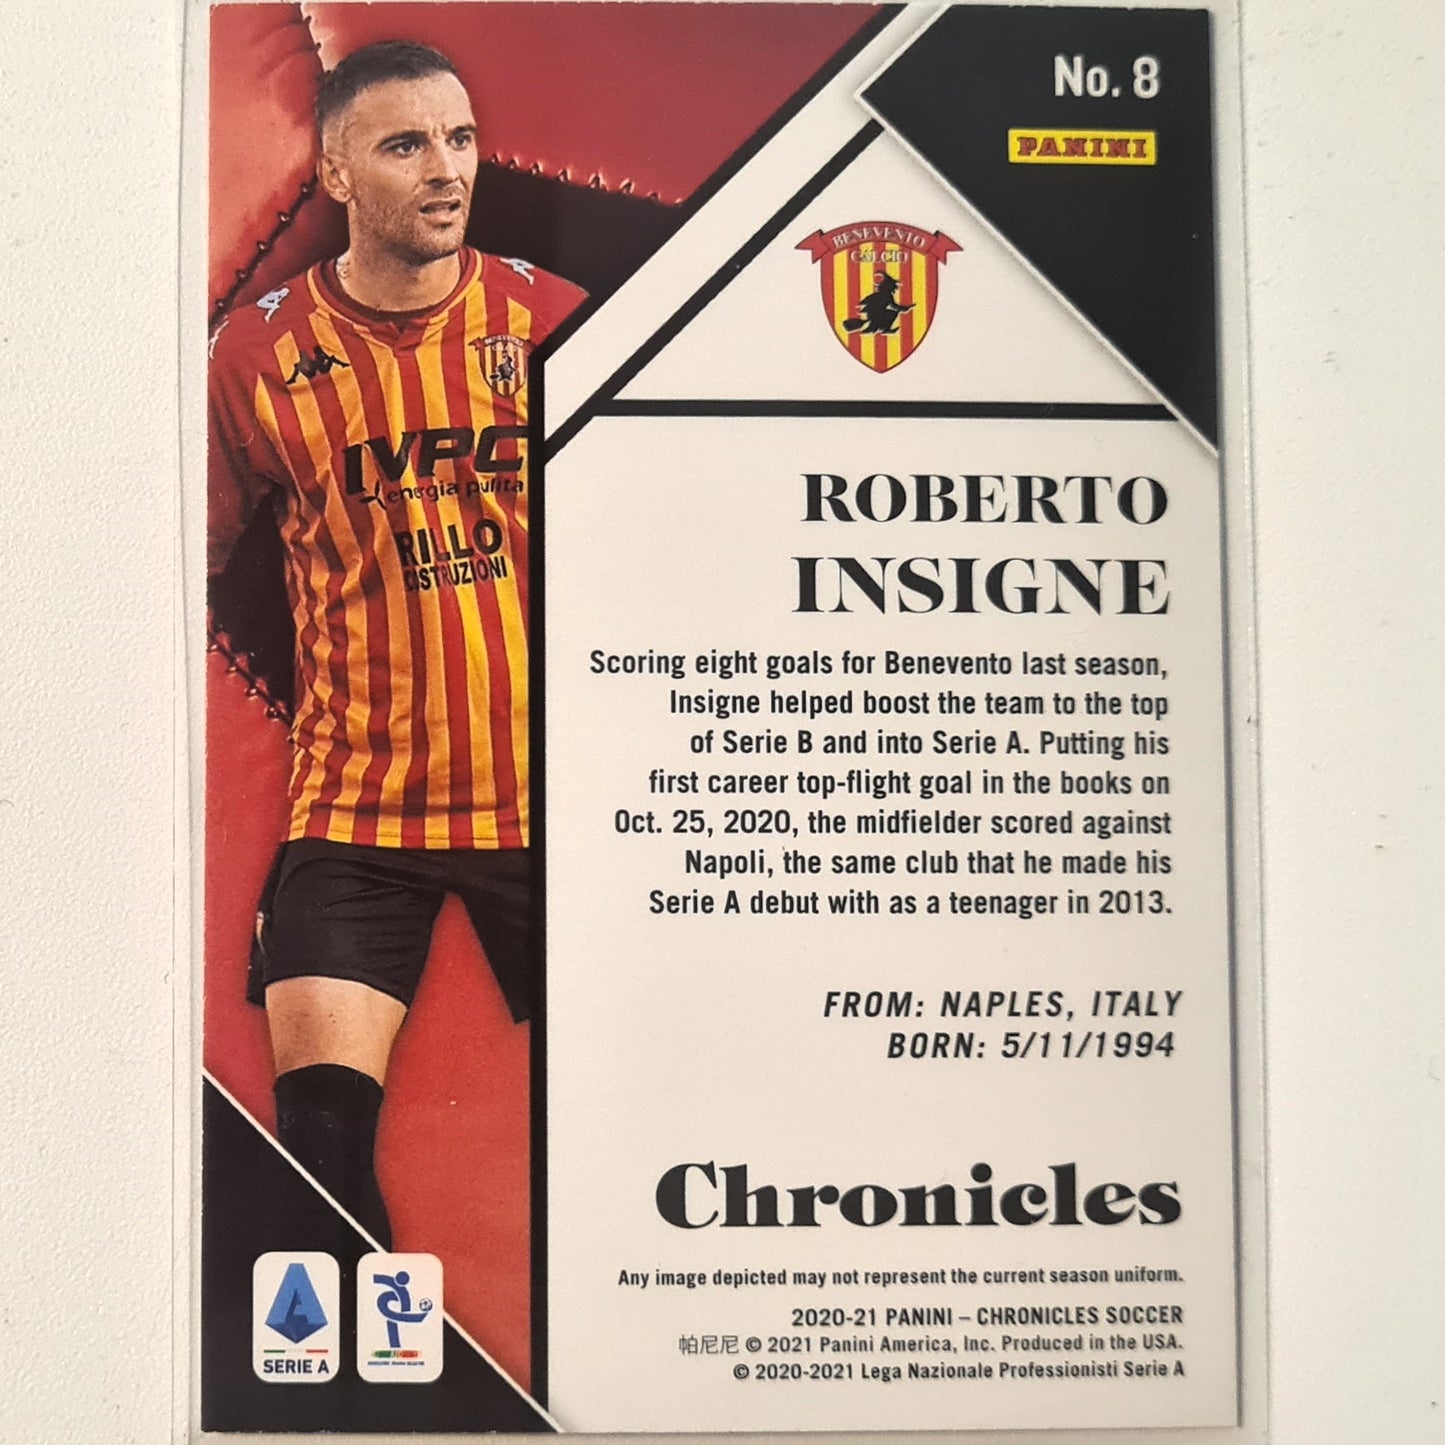 No. 8
PANINI
BENEVENTO
CALCIO
IVPC
energia pulita
RILLO
COSTRUZIONI
ROBERTO
INSIGNE
Scoring eight goals for Benevento last season,
Insigne helped boost the team to the top
of Serie B and into Serie A. Putting his
first career top-flight goal in the books on
Oct. 25, 2020, the midfielder scored against
Napoli, the same club that he made his
Serie A debut with as a teenager in 2013.
FROM: NAPLES, ITALY
BORN: 5/11/1994
Chronicles
Any image depicted may not represent the current season uniform.
2020-21 PANINI – CHRONICLES SOCCER
帕尼尼 © 2021 Panini America, Inc. Produced in the USA.
© 2020-2021 Lega Nazionale Professionisti Serie A
SERIE A